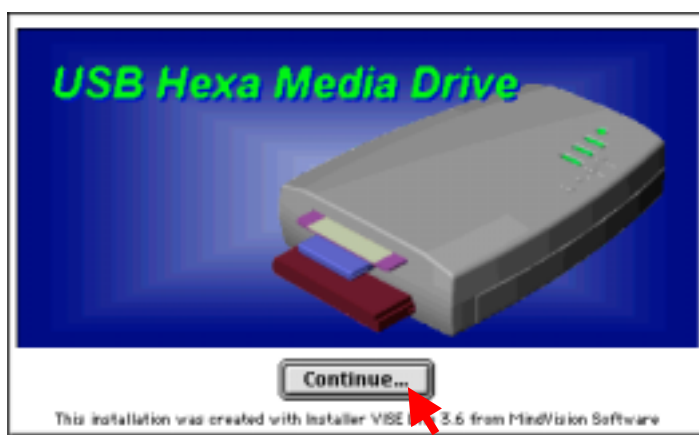 USB Hexa Media Drive
Continue...
This installation was created with Installer VISE 3.6 from MindVision Software